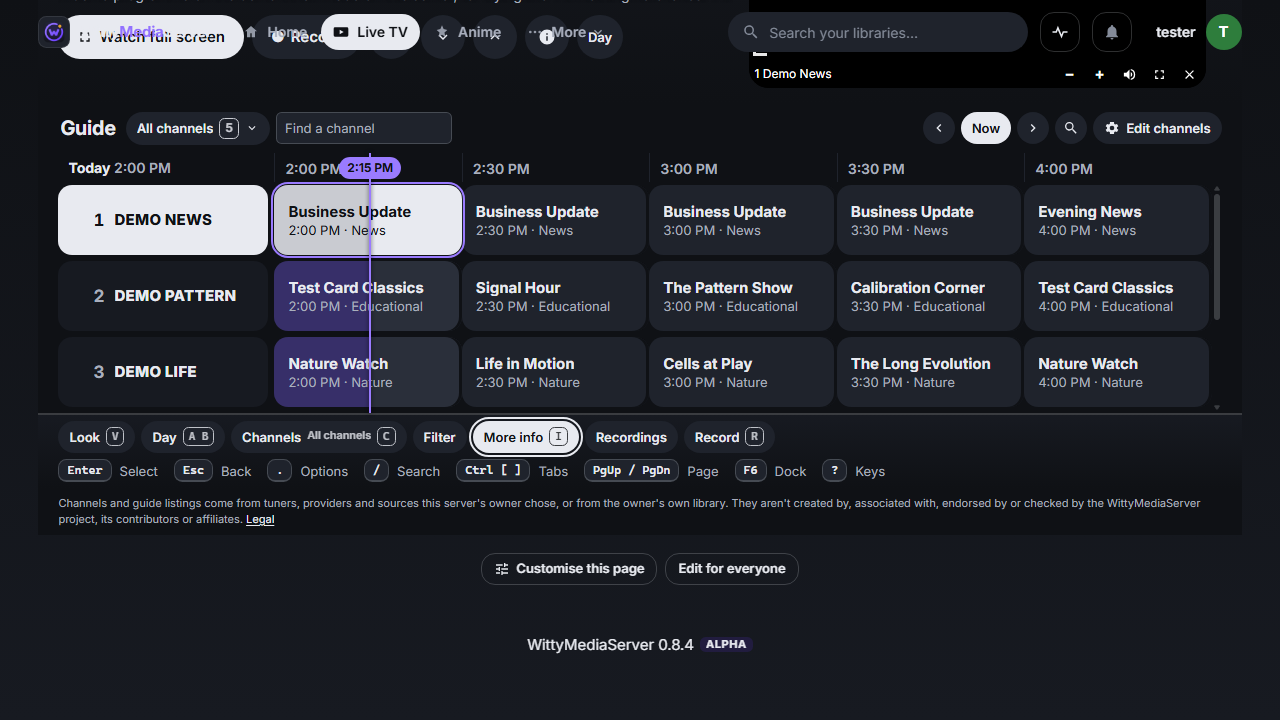 Watch full screen
Media
Home
Live TV
Anime
More
Day
Search your libraries...
tester
T
1 Demo News
Guide
All channels 5
Find a channel
Now
Edit channels
Today 2:00 PM
2:00 PM
2:15 PM
2:30 PM
3:00 PM
3:30 PM
4:00 PM
1 DEMO NEWS
Business Update
2:00 PM · News
Business Update
2:30 PM · News
Business Update
3:00 PM · News
Business Update
3:30 PM · News
Evening News
4:00 PM · News
2 DEMO PATTERN
Test Card Classics
2:00 PM · Educational
Signal Hour
2:30 PM · Educational
The Pattern Show
3:00 PM · Educational
Calibration Corner
3:30 PM · Educational
Test Card Classics
4:00 PM · Educational
3 DEMO LIFE
Nature Watch
2:00 PM · Nature
Life in Motion
2:30 PM · Nature
Cells at Play
3:00 PM · Nature
The Long Evolution
3:30 PM · Nature
Nature Watch
4:00 PM · Nature
Look V
Day A B
Channels All channels C
Filter
More info I
Recordings
Record R
Enter Select
Esc Back
. Options
/ Search
Ctrl [ ] Tabs
PgUp / PgDn Page
F6 Dock
? Keys
Channels and guide listings come from tuners, providers and sources this server's owner chose, or from the owner's own library. They aren't created by, associated with, endorsed by or checked by the WittyMediaServer
project, its contributors or affiliates. Legal
Customise this page
Edit for everyone
WittyMediaServer 0.8.4 ALPHA